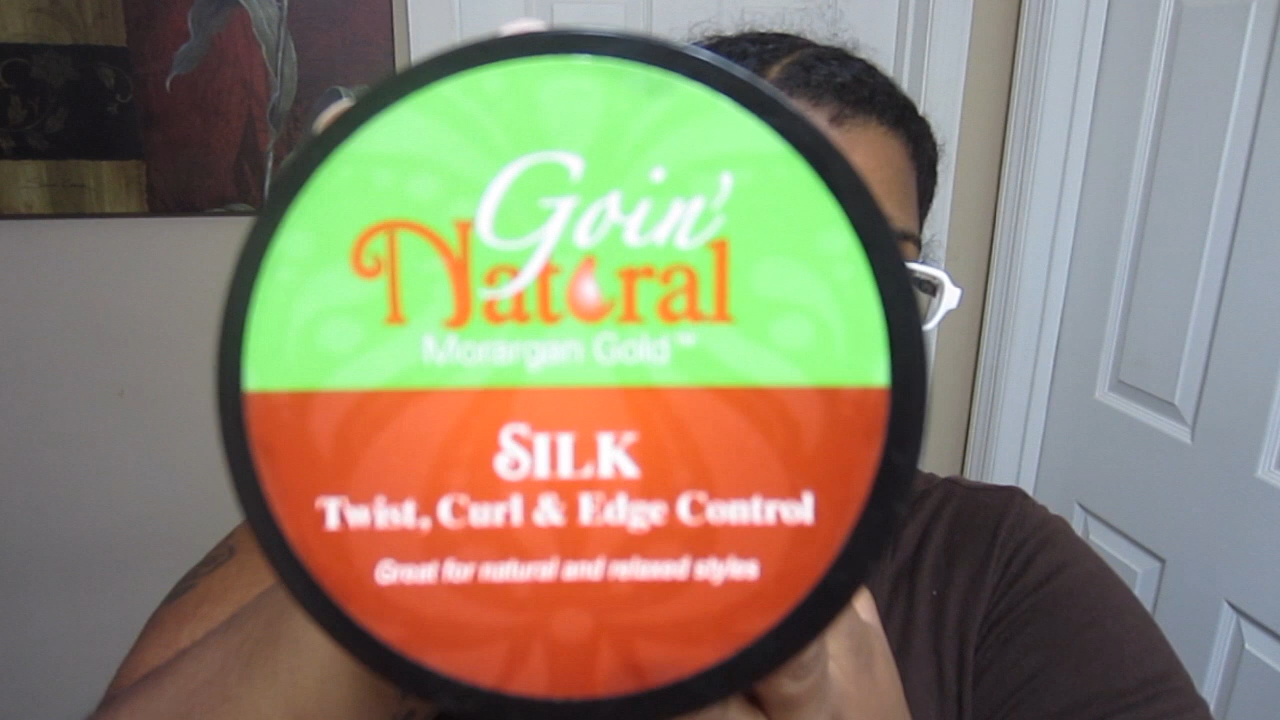 Goin'
Natural
Morargan Gold™
SILK
Twist, Curl & Edge Control
Great for natural and relaxed styles